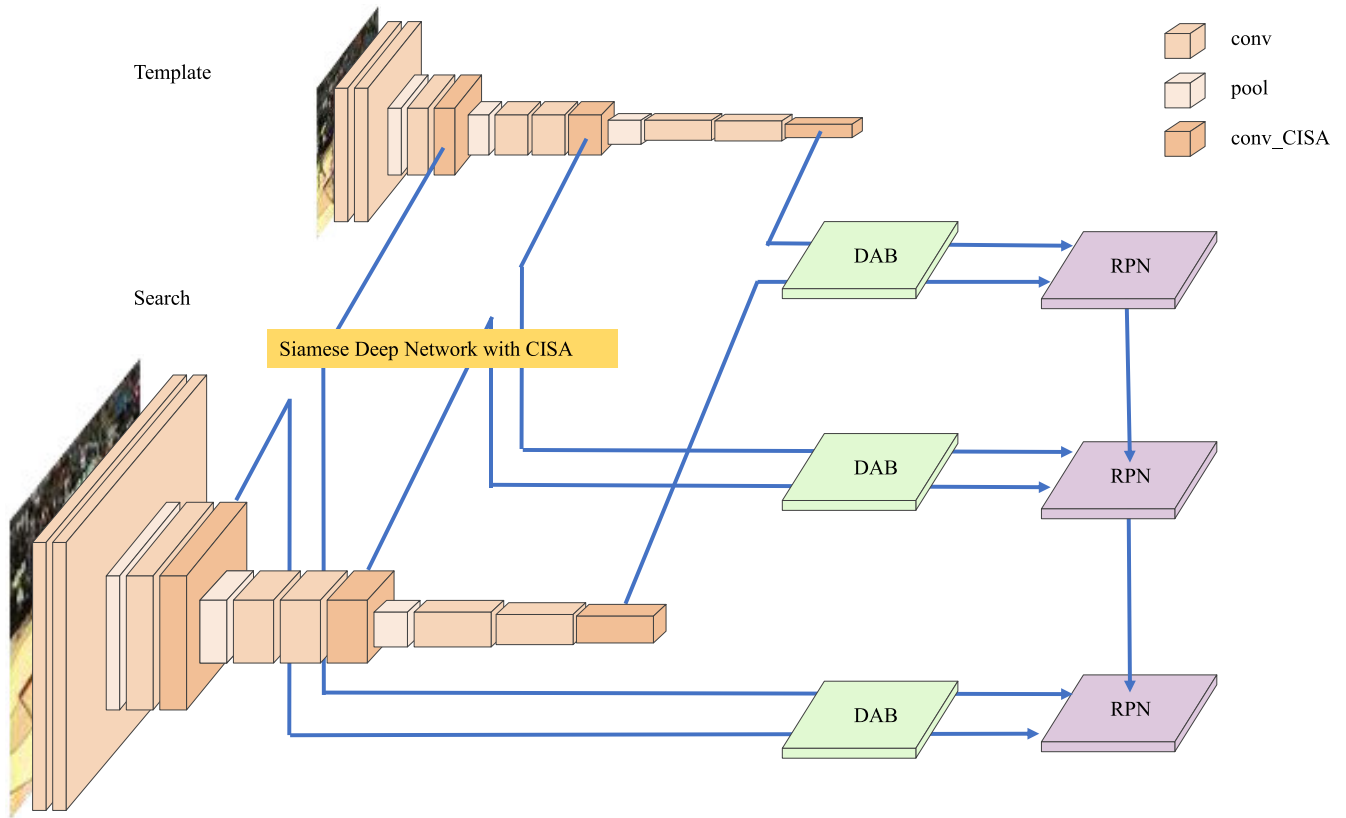 Template
conv
pool
conv_CISA
DAB
RPN
Search
Siamese Deep Network with CISA
DAB
RPN
DAB
RPN